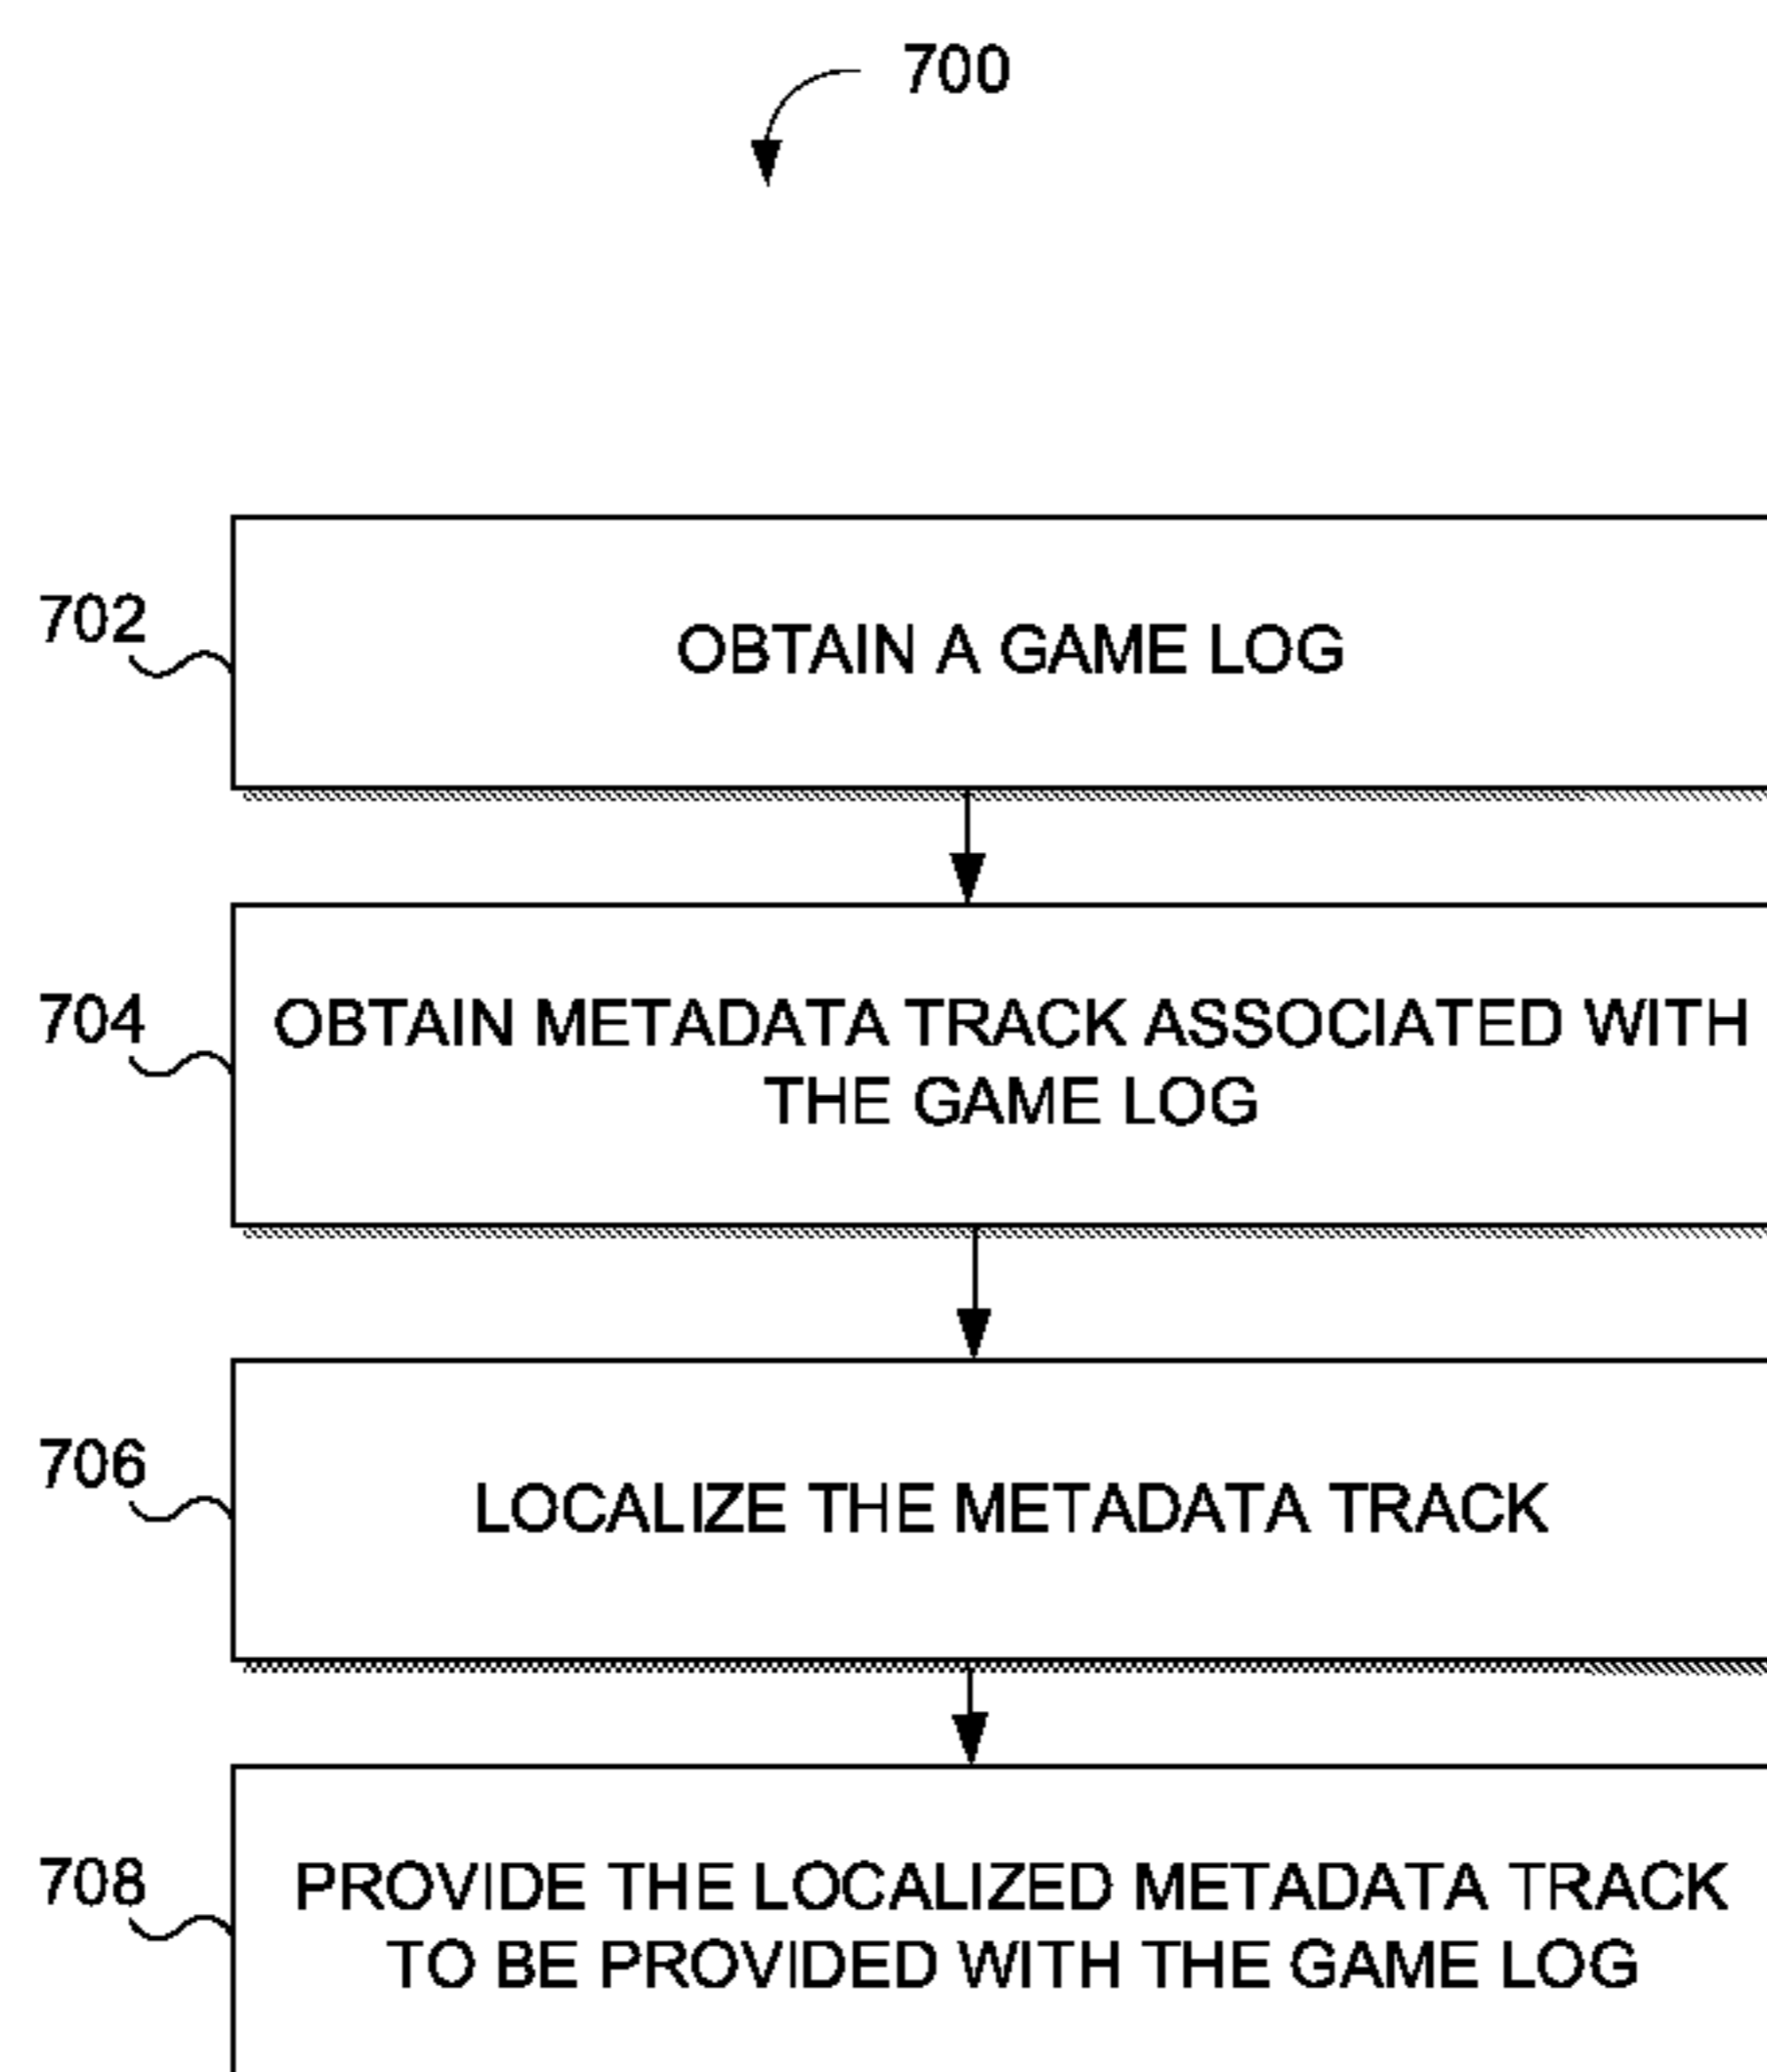 700
702
OBTAIN A GAME LOG
704
OBTAIN METADATA TRACK ASSOCIATED WITH
THE GAME LOG
706
LOCALIZE THE METADATA TRACK
708
PROVIDE THE LOCALIZED METADATA TRACK
TO BE PROVIDED WITH THE GAME LOG